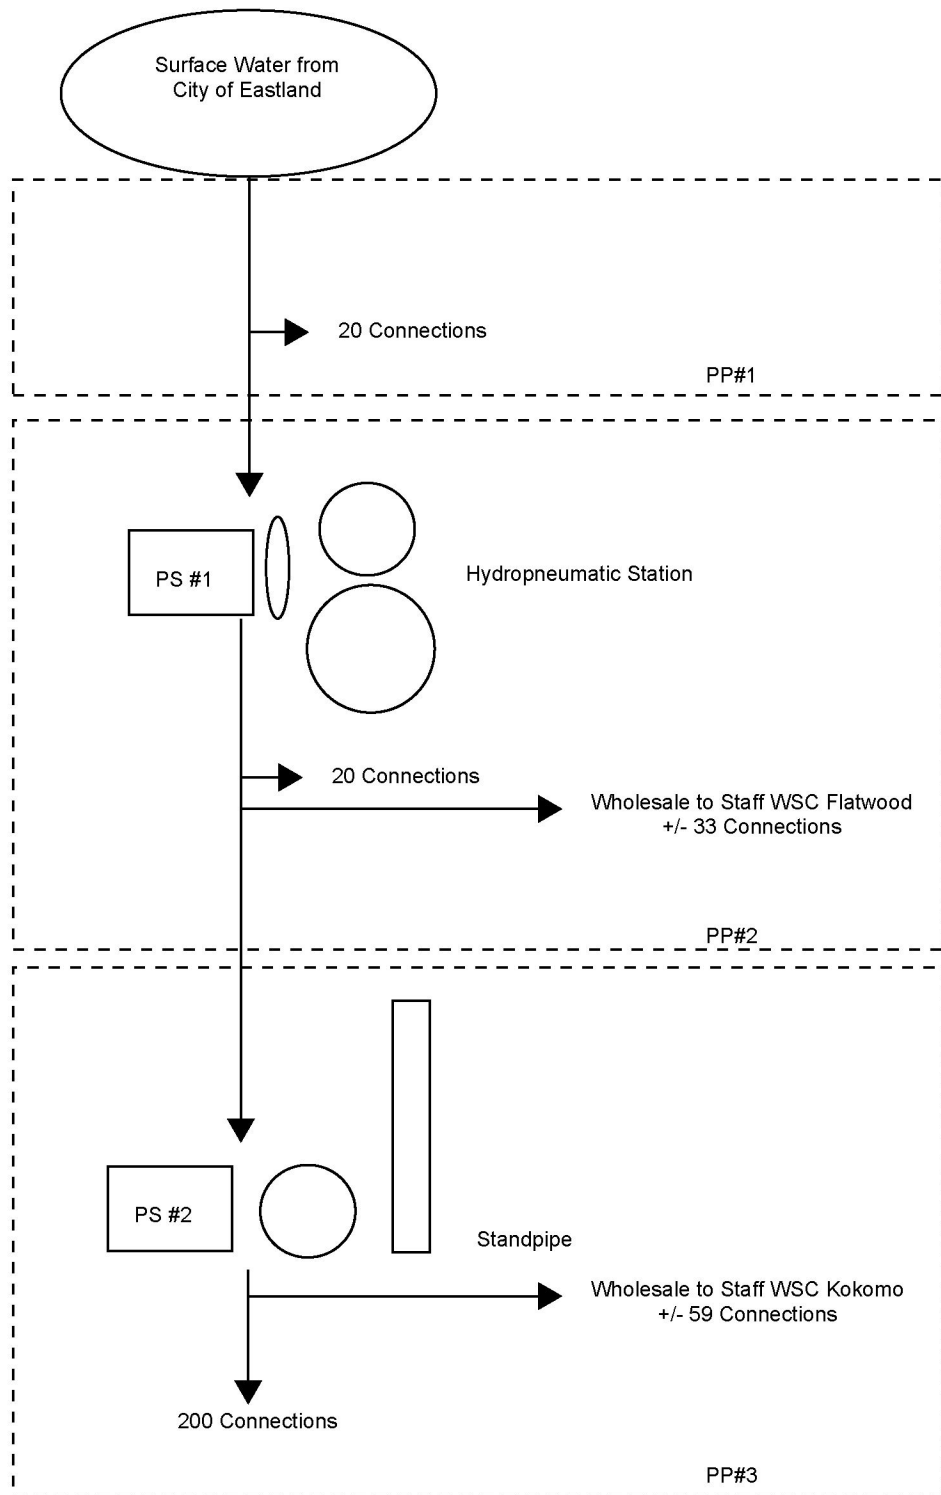 Surface Water from
City of Eastland
20 Connections
PP#1
PS #1
Hydropneumatic Station
20 Connections
Wholesale to Staff WSC Flatwood
+/- 33 Connections
PP#2
PS #2
Standpipe
Wholesale to Staff WSC Kokomo
+/- 59 Connections
200 Connections
PP#3